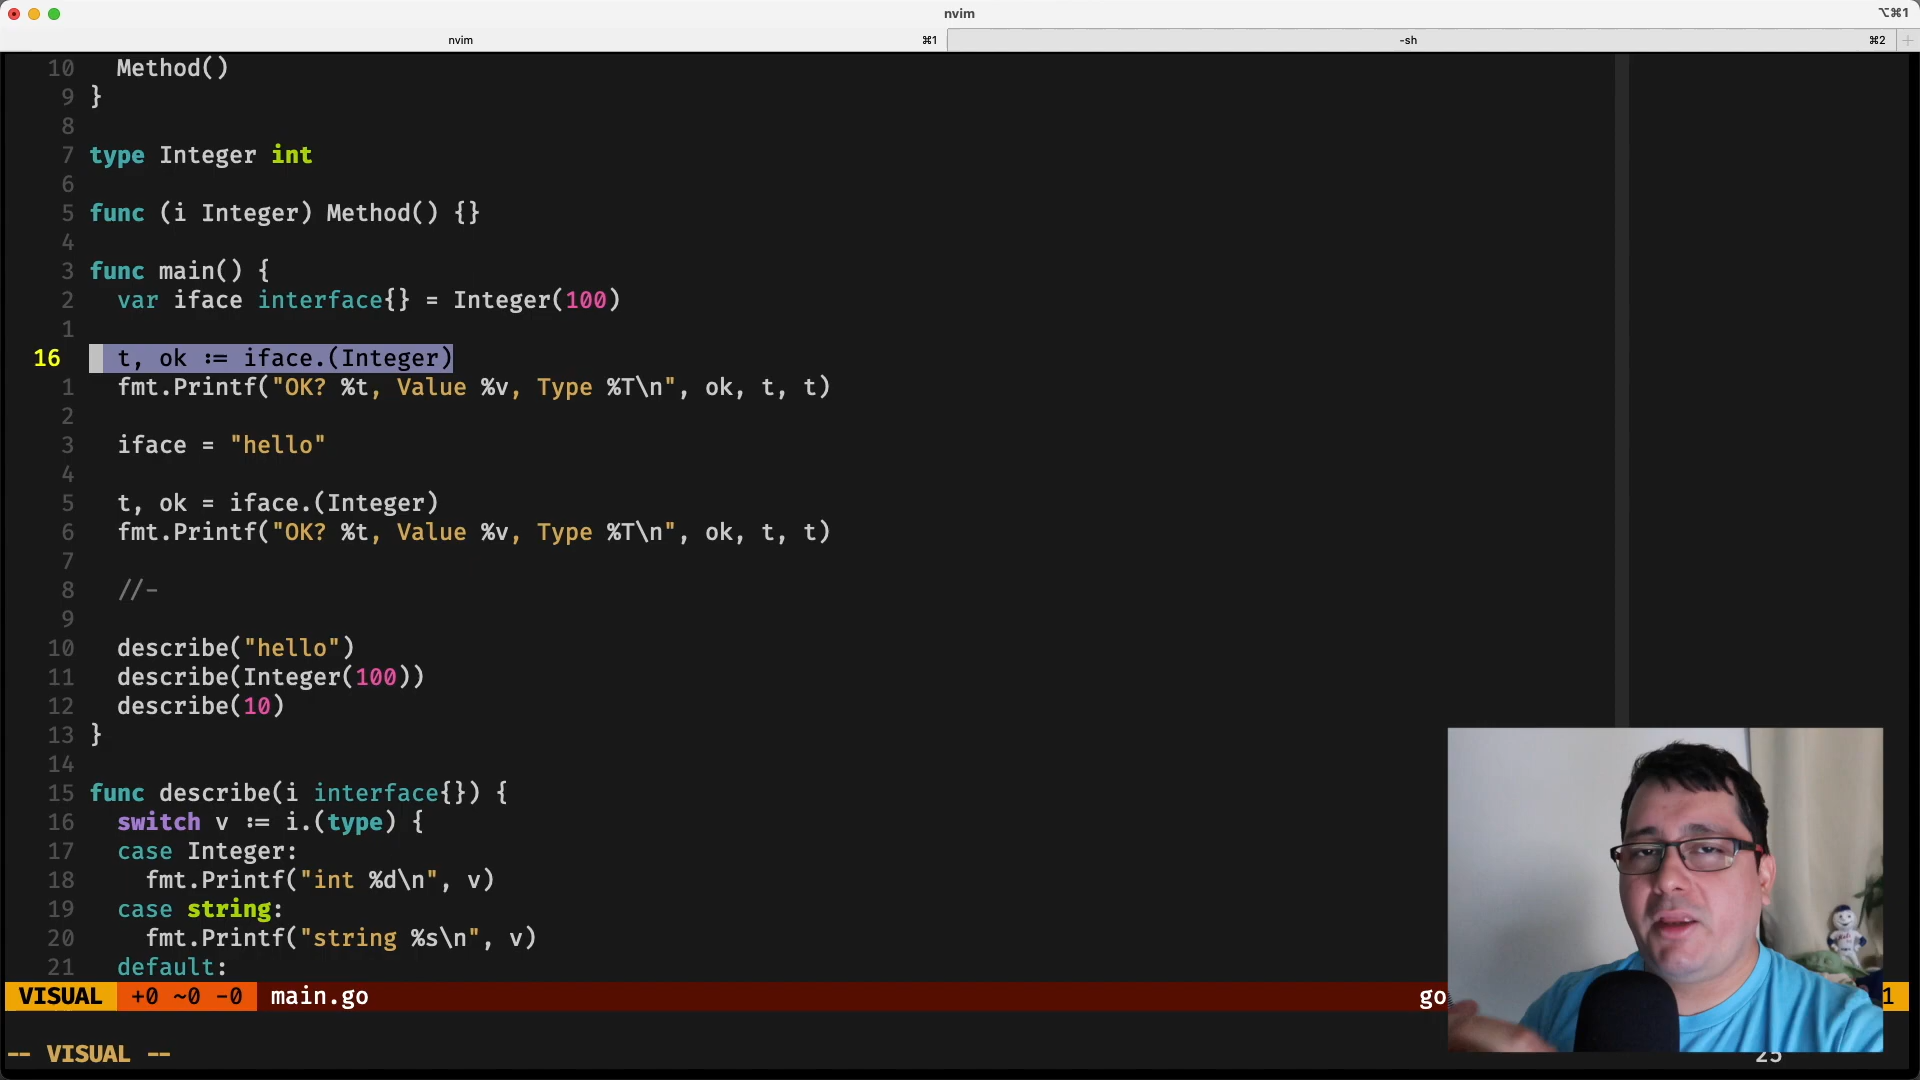 nvim
⌥⌘1
nvim ⌘1 -sh ⌘2 +
10 Method()
9 }
8
7 type Integer int
6
5 func (i Integer) Method() {}
4
3 func main() {
2 var iface interface{} = Integer(100)
1
16 t, ok := iface.(Integer)
1 fmt.Printf("OK? %t, Value %v, Type %T\n", ok, t, t)
2
3 iface = "hello"
4
5 t, ok = iface.(Integer)
6 fmt.Printf("OK? %t, Value %v, Type %T\n", ok, t, t)
7
8 //-
9
10 describe("hello")
11 describe(Integer(100))
12 describe(10)
13 }
14
15 func describe(i interface{}) {
16 switch v := i.(type) {
17 case Integer:
18 fmt.Printf("int %d\n", v)
19 case string:
20 fmt.Printf("string %s\n", v)
21 default:
VISUAL +0 ~0 -0 main.go go 1
-- VISUAL -- 25